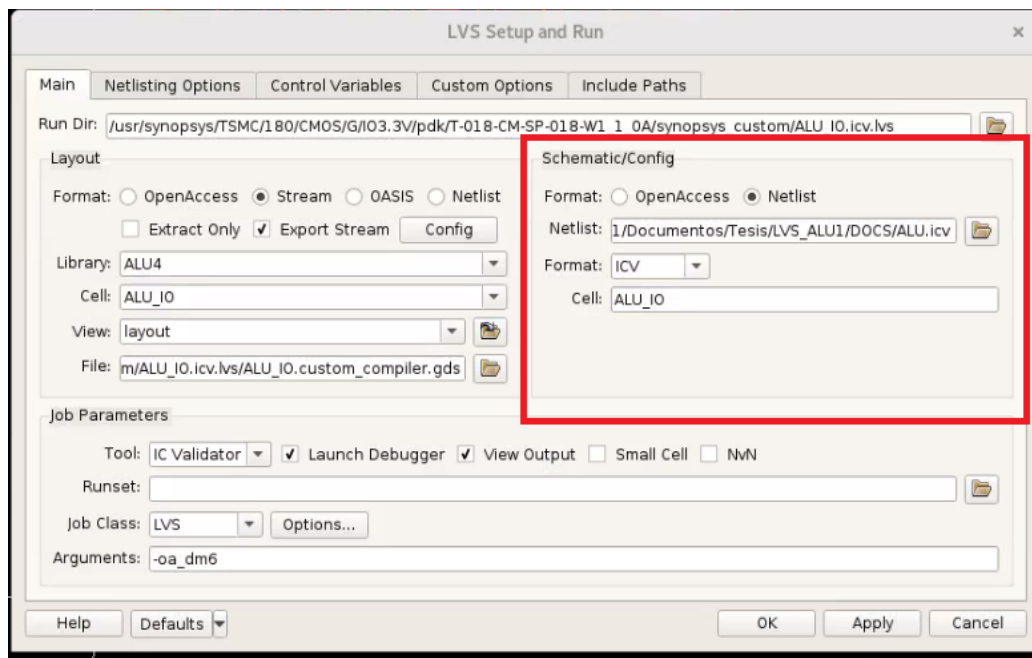 LVS Setup and Run
Main Netlisting Options Control Variables Custom Options Include Paths
Run Dir: /usr/synopsys/TSMC/180/CMOS/G/IO3.3V/pdk/T-018-CM-SP-018-W1_1_0A/synopsys_custom/ALU_IO.icv.lvs
Layout
Format: OpenAccess Stream OASIS Netlist
Extract Only Export Stream Config
Library: ALU4
Cell: ALU_IO
View: layout
File: m/ALU_IO.icv.lvs/ALU_IO.custom_compiler.gds
Schematic/Config
Format: OpenAccess Netlist
Netlist: 1/Documentos/Tesis/LVS_ALU1/DOCS/ALU.icv
Format: ICV
Cell: ALU_IO
Job Parameters
Tool: IC Validator Launch Debugger View Output Small Cell NvN
Runset:
Job Class: LVS Options...
Arguments: -oa_dm6
Help Defaults OK Apply Cancel